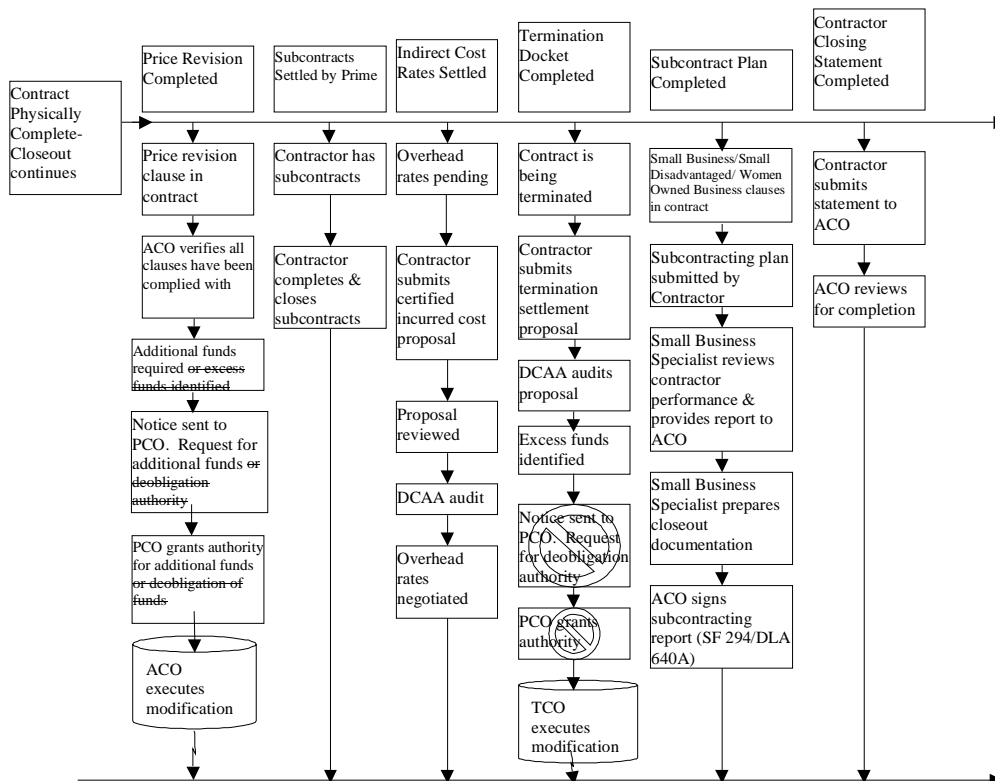 Contract
Physically
Complete-
Closeout
continues
Price Revision
Completed
Subcontracts
Settled by Prime
Indirect Cost
Rates Settled
Termination
Docket
Completed
Subcontract Plan
Completed
Contractor
Closing
Statement
Completed
Price revision
clause in
contract
ACO verifies all
clauses have been
complied with
Additional funds
required or excess
funds identified
Notice sent to
PCO. Request for
additional funds or
deobligation
authority
PCO grants authority
for additional funds
or deobligation of
funds
ACO
executes
modification
Contractor has
subcontracts
Contractor
completes &
closes
subcontracts
Overhead
rates pending
Contractor
submits
certified
incurred cost
proposal
Proposal
reviewed
DCAA audit
Overhead
rates
negotiated
Contract is
being
terminated
Contractor
submits
termination
settlement
proposal
DCAA audits
proposal
Excess funds
identified
Notice sent to
PCO. Request
for deobligation
authority
PCO grants
authority
TCO
executes
modification
Small Business/Small
Disadvantaged/ Women
Owned Business clauses
in contract
Subcontracting plan
submitted by
Contractor
Small Business
Specialist reviews
contractor
performance &
provides report to
ACO
Small Business
Specialist prepares
closeout
documentation
ACO signs
subcontracting
report (SF 294/DLA
640A)
Contractor
submits
statement to
ACO
ACO reviews
for completion